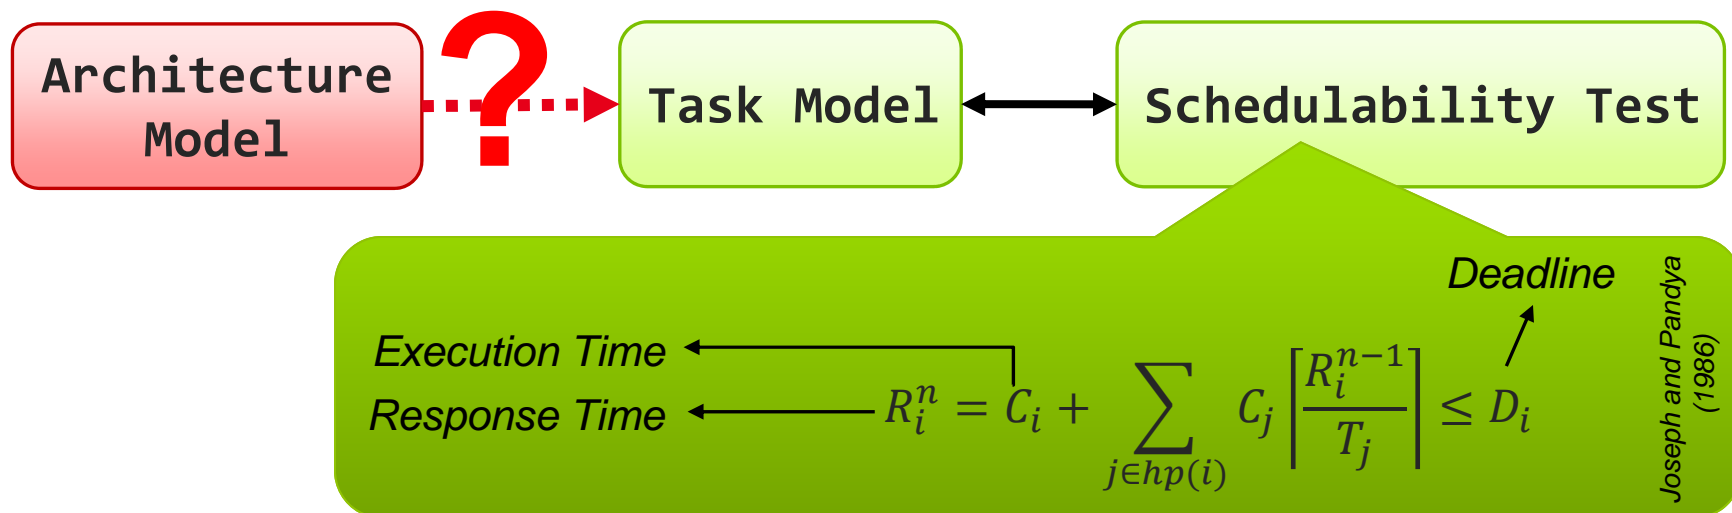 Architecture
Model
?
Task Model
Schedulability Test
Deadline
Execution Time
Response Time
R_i^n = C_i + ∑_{j∈hp(i)} C_j ⌈R_i^{n−1} / T_j⌉ ≤ D_i
Joseph and Pandya
(1986)